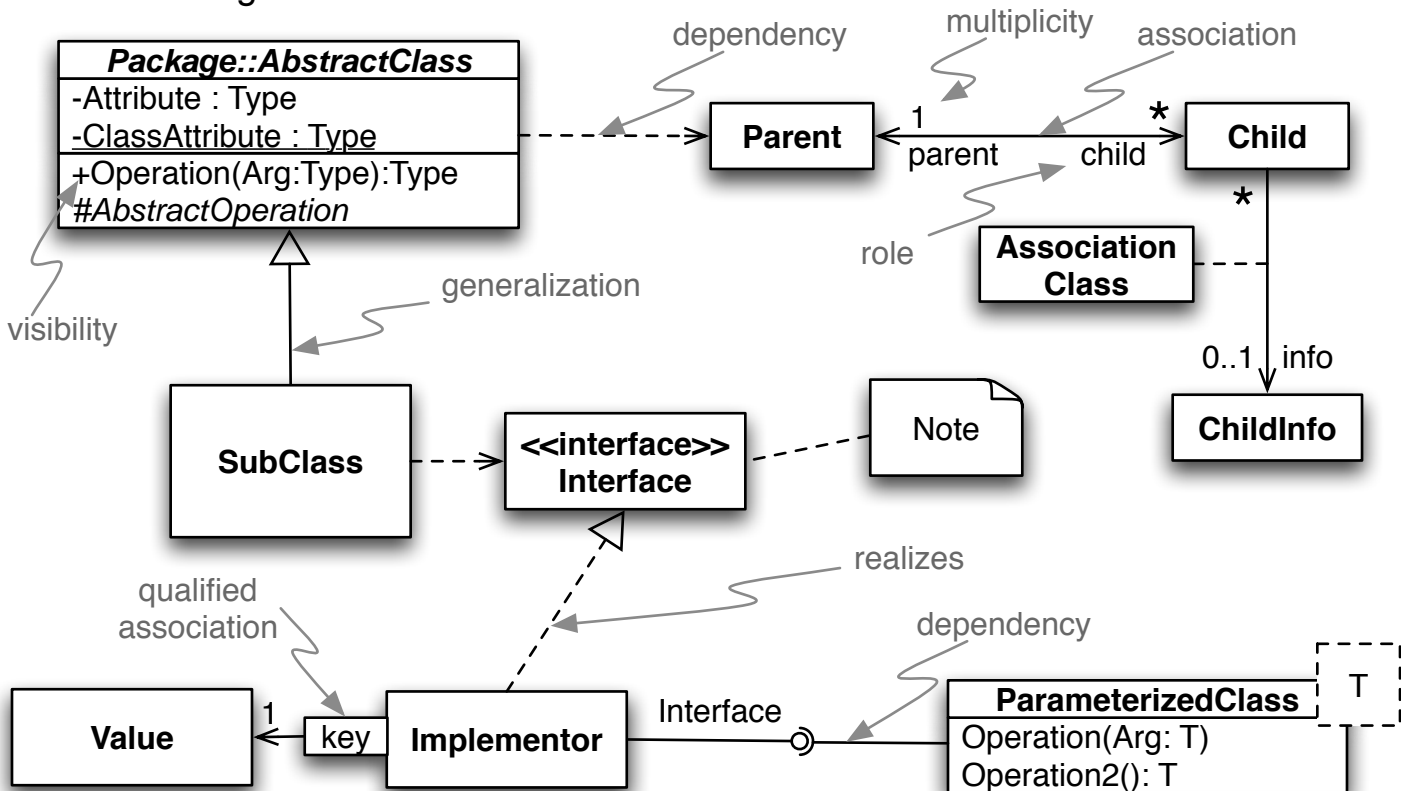 Package::AbstractClass
-Attribute : Type
-ClassAttribute : Type
+Operation(Arg:Type):Type
#AbstractOperation
visibility
dependency
multiplicity
association
Parent
1
parent
*
child
Child
role
*
Association
Class
0..1
info
ChildInfo
generalization
SubClass
<<interface>>
Interface
Note
realizes
qualified
association
Value
1
key
Implementor
Interface
dependency
ParameterizedClass
T
Operation(Arg: T)
Operation2(): T